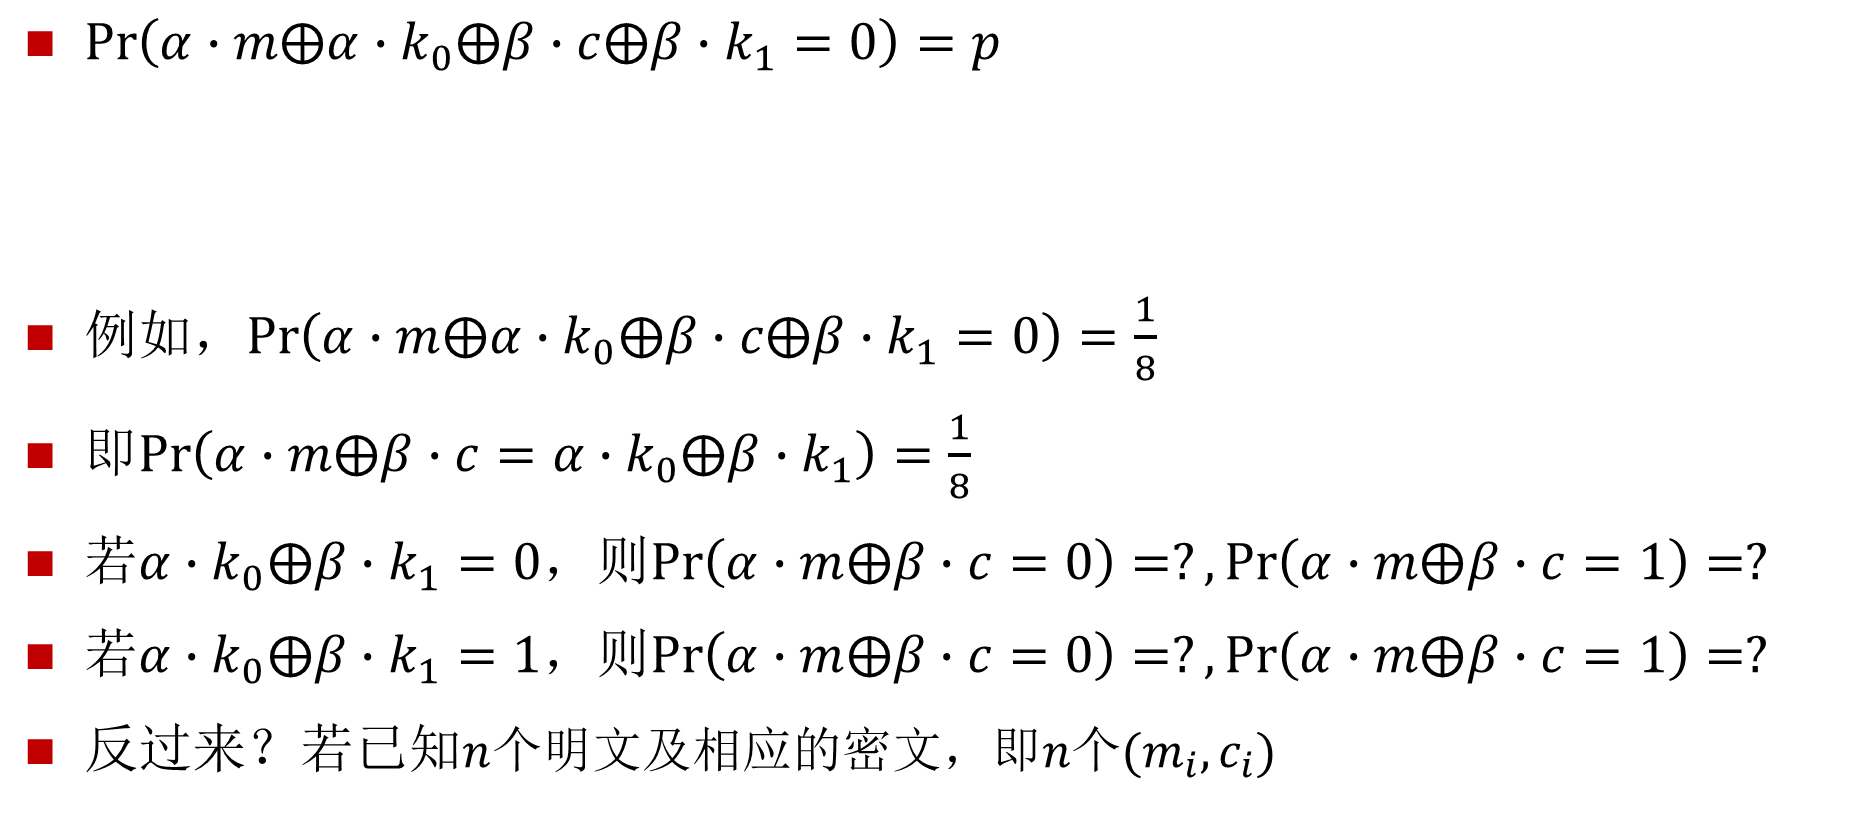 ■ Pr(α · m⊕α · k₀⊕β · c⊕β · k₁ = 0) = p
■ 例如，Pr(α · m⊕α · k₀⊕β · c⊕β · k₁ = 0) = 1/8
■ 即Pr(α · m⊕β · c = α · k₀⊕β · k₁) = 1/8
■ 若α · k₀⊕β · k₁ = 0，则Pr(α · m⊕β · c = 0) =?, Pr(α · m⊕β · c = 1) =?
■ 若α · k₀⊕β · k₁ = 1，则Pr(α · m⊕β · c = 0) =?, Pr(α · m⊕β · c = 1) =?
■ 反过来？若已知n个明文及相应的密文，即n个(mᵢ, cᵢ)